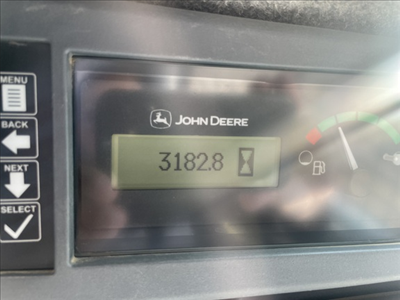 MENU
JOHN DEERE
BACK
3182.8
NEXT
SELECT